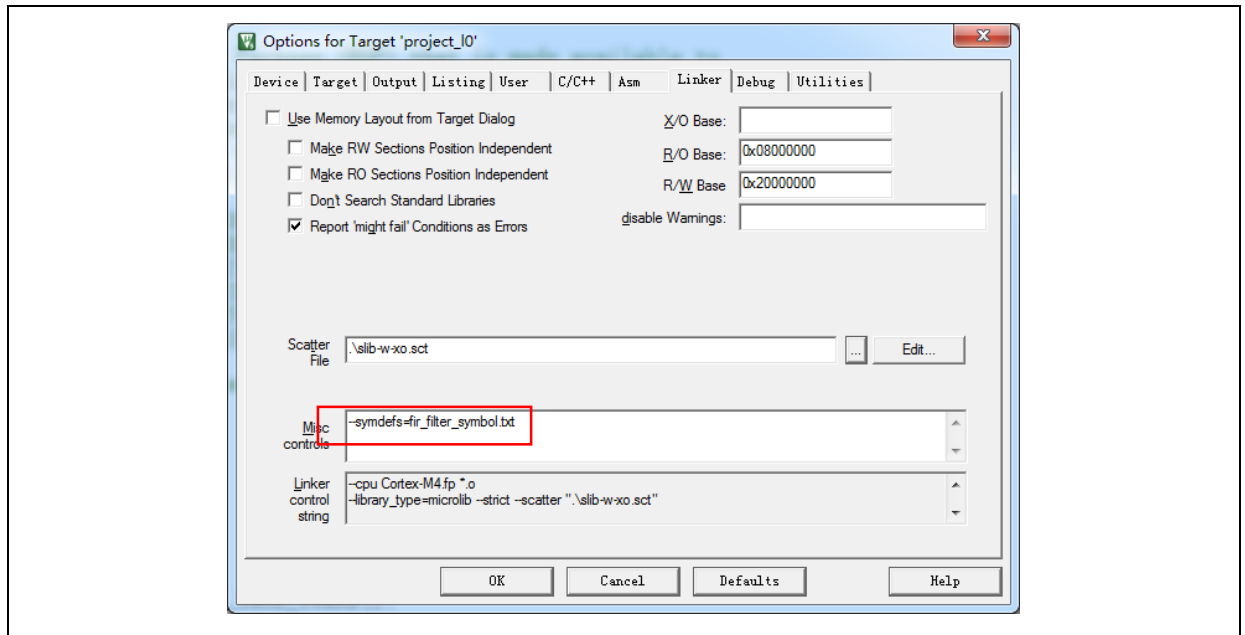 Options for Target 'project_l0'
Device Target Output Listing User C/C++ Asm Linker Debug Utilities
Use Memory Layout from Target Dialog
Make RW Sections Position Independent
Make RO Sections Position Independent
Don't Search Standard Libraries
Report 'might fail' Conditions as Errors
X/O Base:
R/O Base: 0x08000000
R/W Base 0x20000000
disable Warnings:
Scatter
File
.\slib-w-xo.sct
... Edit...
Misc
controls
--symdefs=fir_filter_symbol.txt
Linker
control
string
--cpu Cortex-M4.fp *.o
--library_type=microlib --strict --scatter ".\slib-w-xo.sct"
OK Cancel Defaults Help